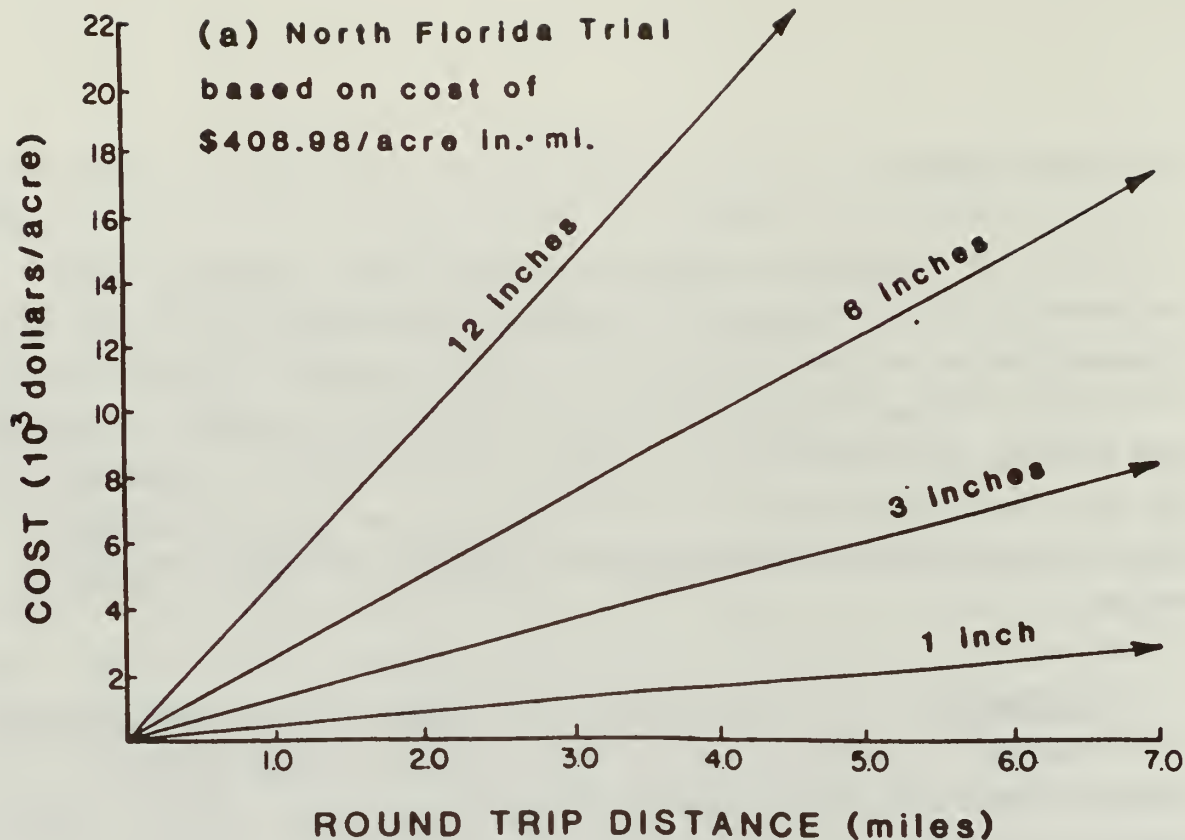 (a) North Florida Trial
based on cost of
$408.98/acre in.·mi.
COST (10³ dollars/acre)
22
20
18
16
14
12
10
8
6
4
2
12 inches
6 inches
3 inches
1 inch
1.0 2.0 3.0 4.0 5.0 6.0 7.0
ROUND TRIP DISTANCE (miles)